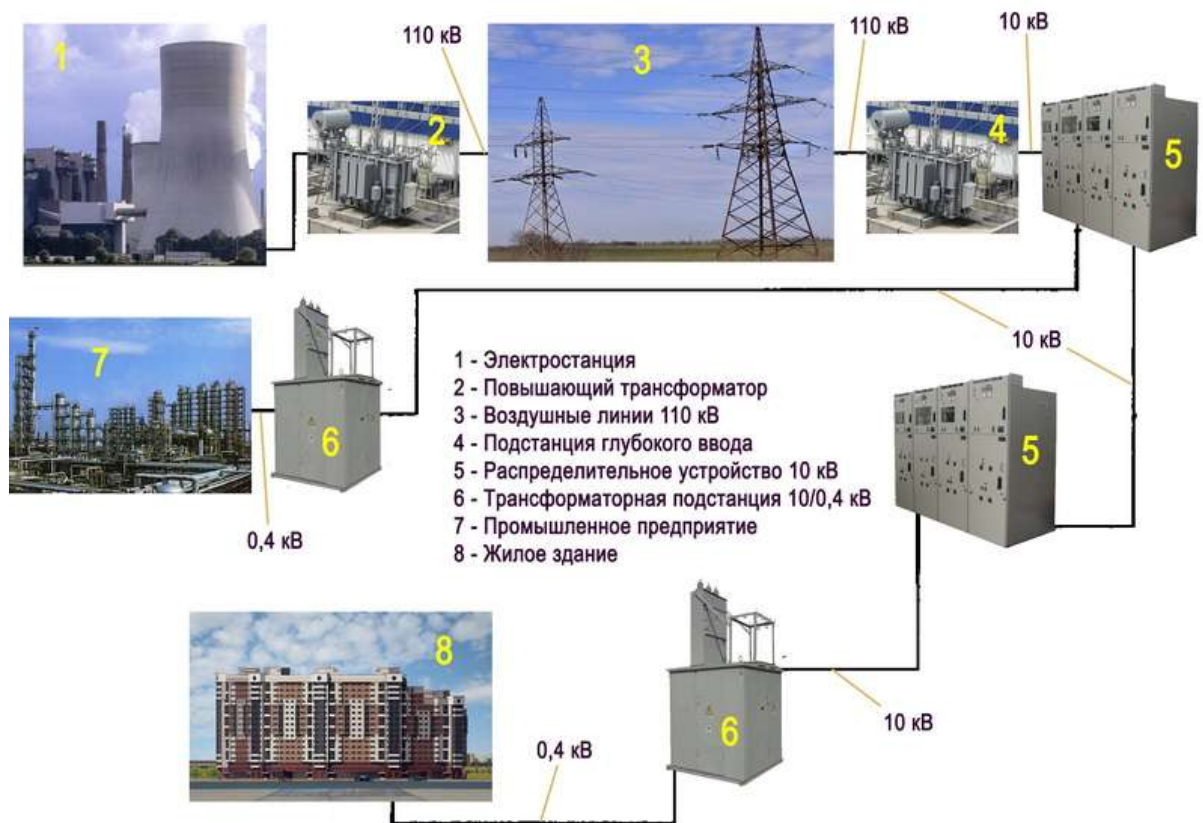 1
110 кВ
2
3
110 кВ
4
10 кВ
5
7
0,4 кВ
6
10 кВ
5
1 - Электростанция
2 - Повышающий трансформатор
3 - Воздушные линии 110 кВ
4 - Подстанция глубокого ввода
5 - Распределительное устройство 10 кВ
6 - Трансформаторная подстанция 10/0,4 кВ
7 - Промышленное предприятие
8 - Жилое здание
8
0,4 кВ
6
10 кВ